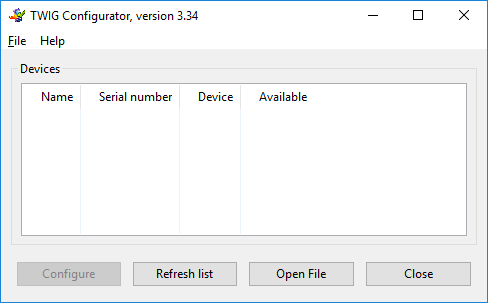 TWIG Configurator, version 3.34
File Help
Devices
Name Serial number Device Available
Configure Refresh list Open File Close